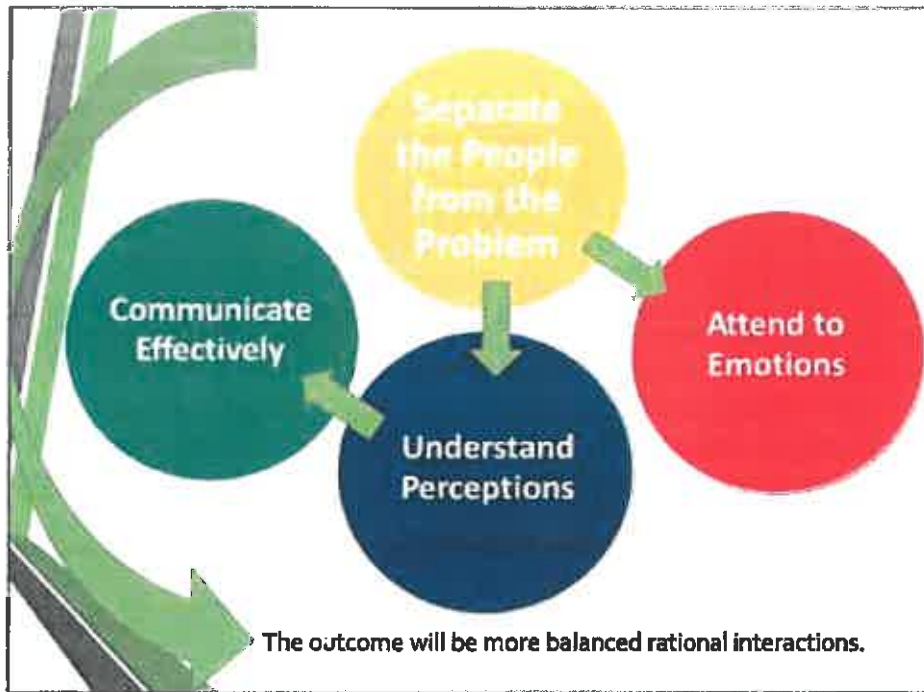 Separate
the People
from the
Problem
Communicate
Effectively
Understand
Perceptions
Attend to
Emotions
The outcome will be more balanced rational interactions.